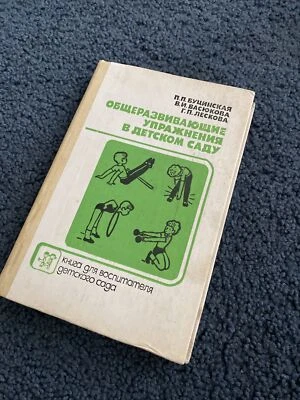 П. П. БУЦИНСКАЯ
В. И. ВАСЮКОВА
Г. П. ЛЕСКОВА
ОБЩЕРАЗВИВАЮЩИЕ
УПРАЖНЕНИЯ
В ДЕТСКОМ САДУ
книга для воспитателя
детского сада